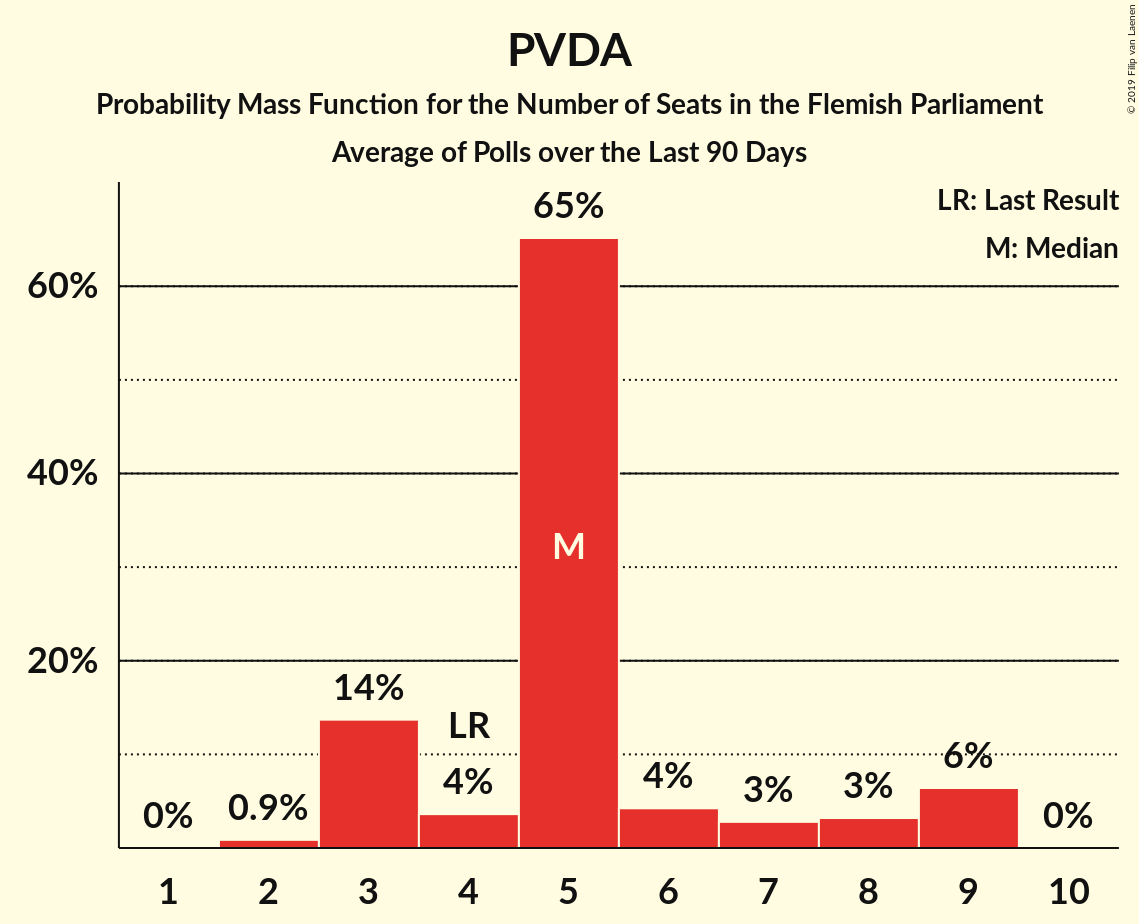 PVDA
Probability Mass Function for the Number of Seats in the Flemish Parliament
Average of Polls over the Last 90 Days
© 2019 Filip van Laenen
LR: Last Result
M: Median
60%
40%
20%
0%
0.9%
14%
LR
4%
65%
M
4%
3%
3%
6%
0%
1 2 3 4 5 6 7 8 9 10